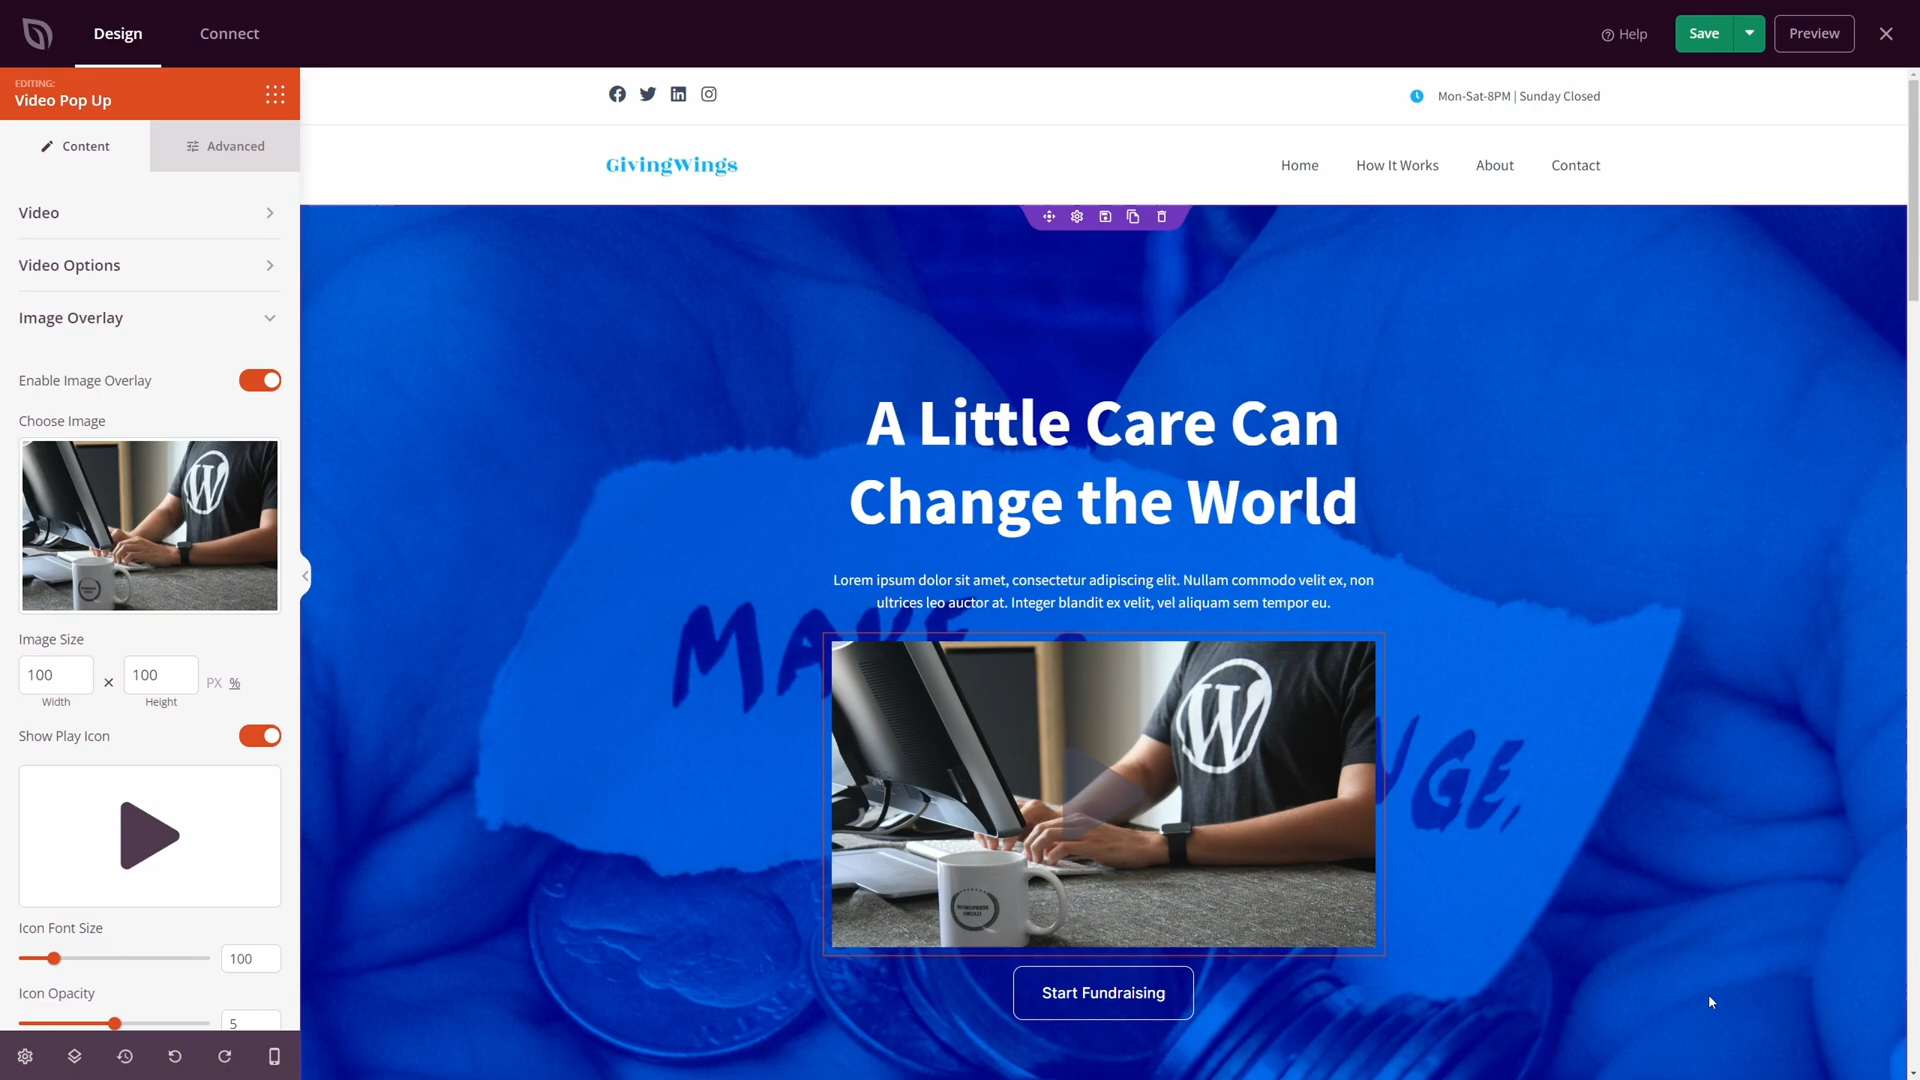 Design
Connect
Help
Save
Preview
EDITING:
Video Pop Up
Content
Advanced
Video
Video Options
Image Overlay
Enable Image Overlay
Choose Image
Image Size
100
×
100
PX
%
Width
Height
Show Play Icon
Icon Font Size
100
Icon Opacity
5
Mon-Sat-8PM | Sunday Closed
GivingWings
Home
How It Works
About
Contact
A Little Care Can
Change the World
Lorem ipsum dolor sit amet, consectetur adipiscing elit. Nullam commodo velit ex, non
ultrices leo auctor at. Integer blandit ex velit, vel aliquam sem tempor eu.
Start Fundraising